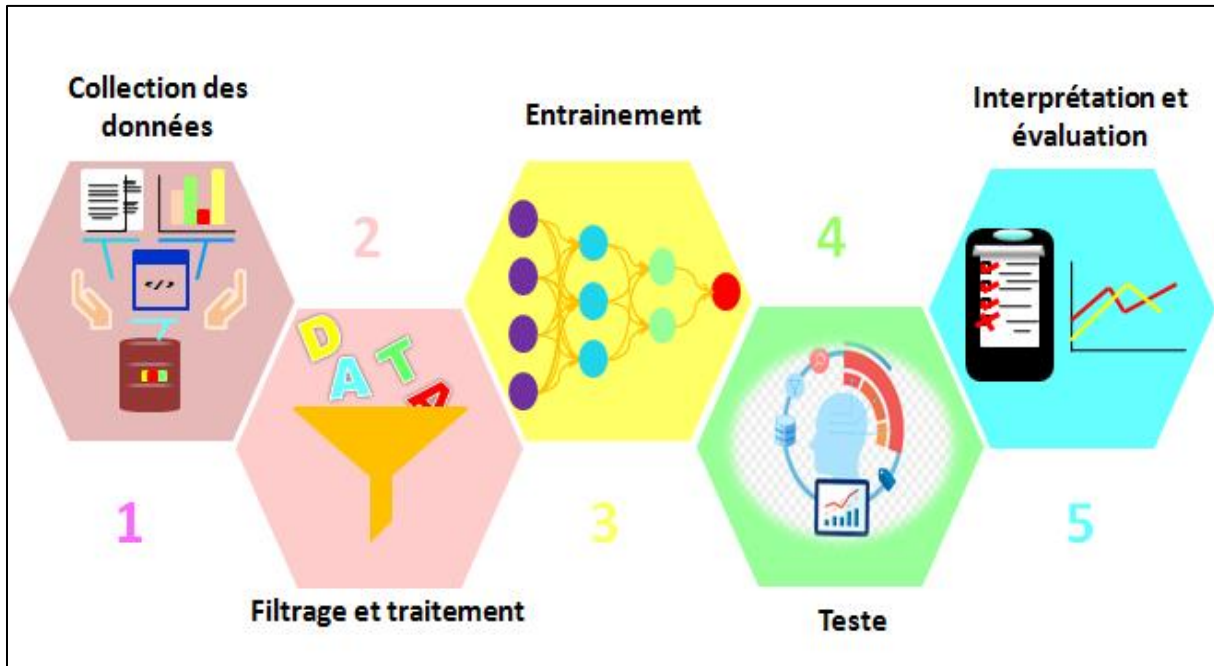 Collection des
données
1
2
</>
DATA
Filtrage et traitement
Entrainement
3
4
Teste
Interprétation et
évaluation
5